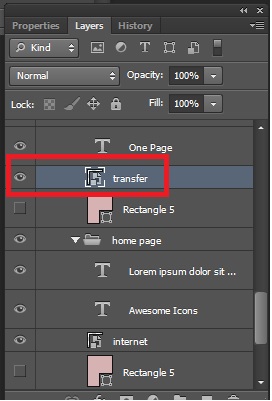 Properties Layers History
Kind
Normal Opacity: 100%
Lock: Fill: 100%
One Page
transfer
Rectangle 5
home page
Lorem ipsum dolor sit ...
Awesome Icons
internet
Rectangle 5